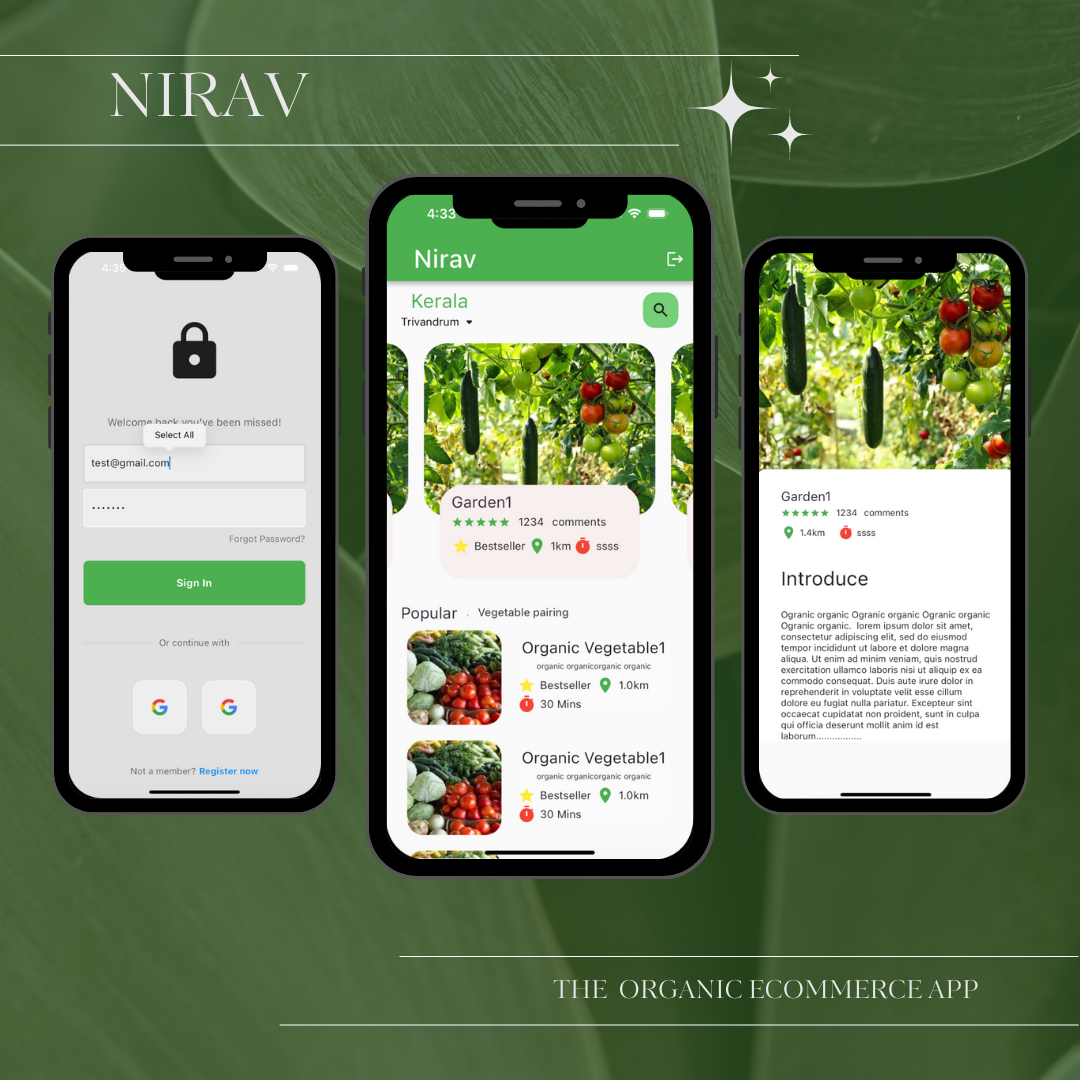 NIRAV
4:35
Welcome back you've been missed!
Select All
test@gmail.com
Forgot Password?
Sign In
Or continue with
Not a member? Register now
4:33
Nirav
Kerala
Trivandrum
Garden1
1234 comments
Bestseller 1km ssss
Popular . Vegetable pairing
Organic Vegetable1
organic organicorganic organic
Bestseller 1.0km
30 Mins
Organic Vegetable1
organic organicorganic organic
Bestseller 1.0km
30 Mins
Garden1
1234 comments
1.4km ssss
Introduce
Ogranic organic Ogranic organic Ogranic organic
Ogranic organic. lorem ipsum dolor sit amet,
consectetur adipiscing elit, sed do eiusmod
tempor incididunt ut labore et dolore magna
aliqua. Ut enim ad minim veniam, quis nostrud
exercitation ullamco laboris nisi ut aliquip ex ea
commodo consequat. Duis aute irure dolor in
reprehenderit in voluptate velit esse cillum
dolore eu fugiat nulla pariatur. Excepteur sint
occaecat cupidatat non proident, sunt in culpa
qui officia deserunt mollit anim id est
laborum................
THE ORGANIC ECOMMERCE APP